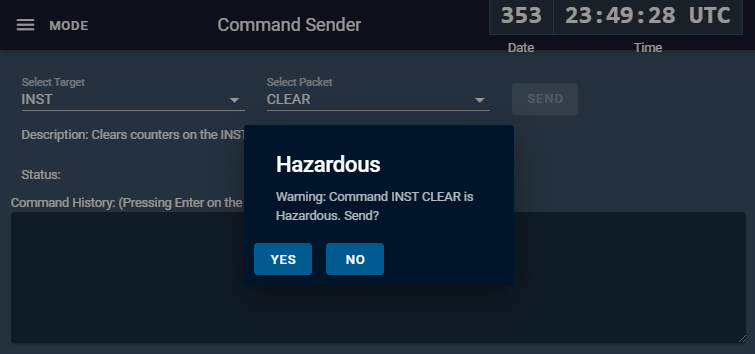 MODE
Command Sender
353 23:49:28 UTC
Date Time
Select Target Select Packet
INST CLEAR SEND
Description: Clears counters on the INST
Hazardous
Warning: Command INST CLEAR is
Hazardous. Send?
Status:
Command History: (Pressing Enter on the
YES NO